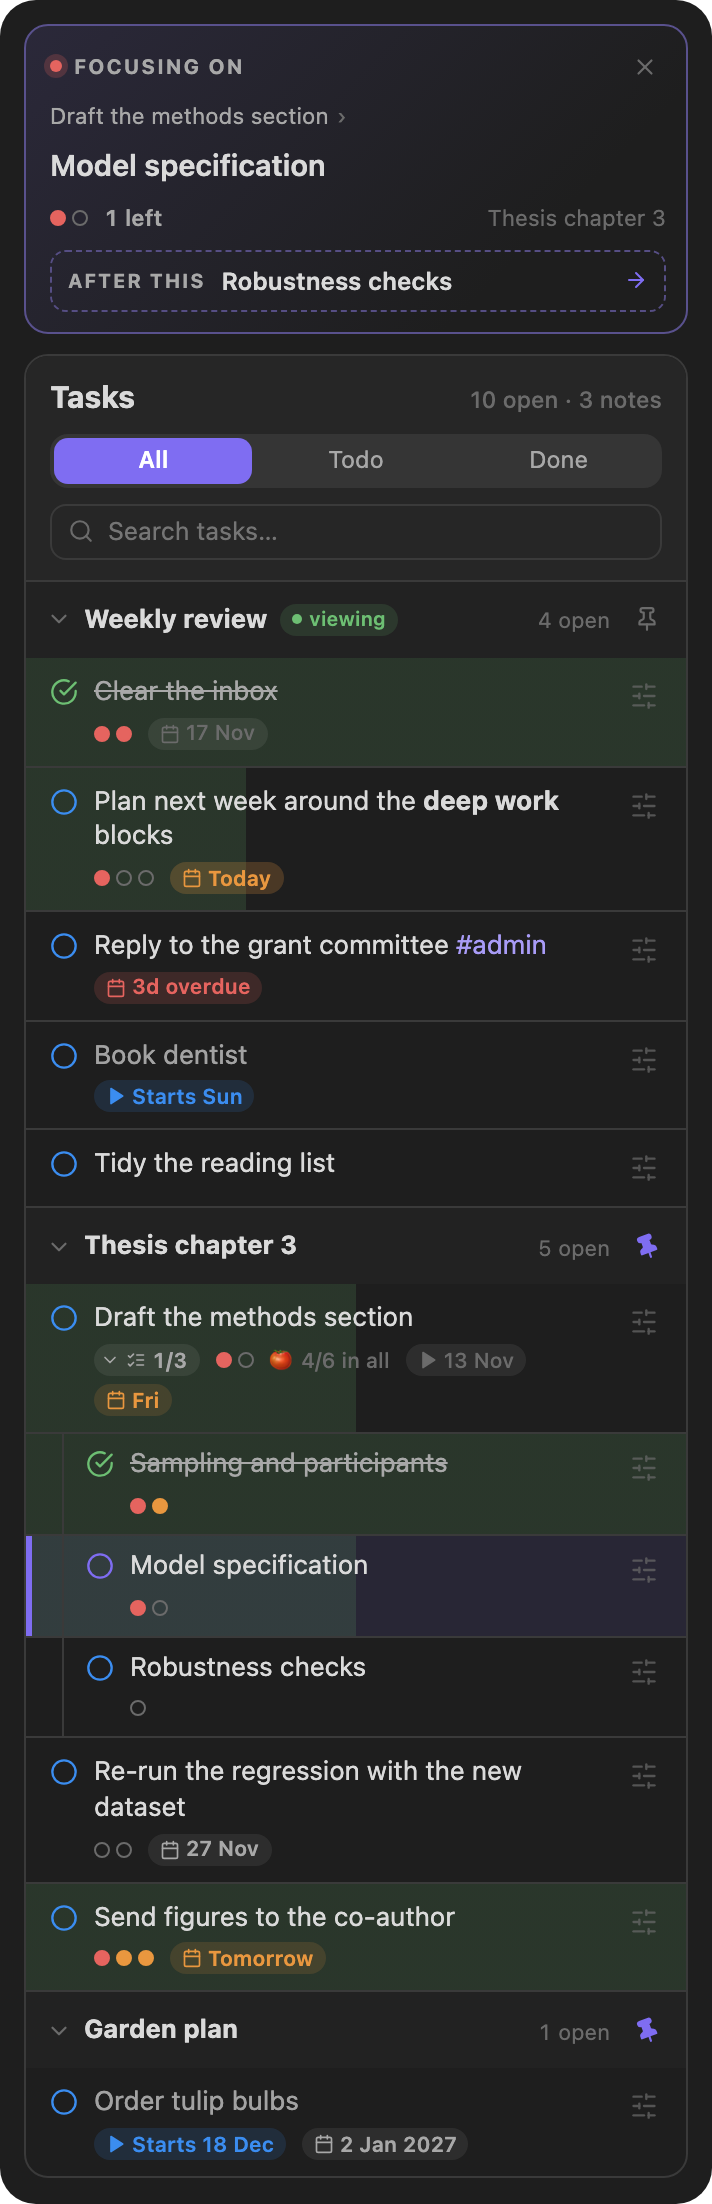 FOCUSING ON
Draft the methods section ›
Model specification
1 left
Thesis chapter 3
AFTER THIS Robustness checks
Tasks
10 open · 3 notes
All
Todo
Done
Search tasks...
Weekly review
viewing
4 open
Clear the inbox
17 Nov
Plan next week around the deep work
blocks
Today
Reply to the grant committee #admin
3d overdue
Book dentist
Starts Sun
Tidy the reading list
Thesis chapter 3
5 open
Draft the methods section
1/3
4/6 in all
13 Nov
Fri
Sampling and participants
Model specification
Robustness checks
Re-run the regression with the new
dataset
27 Nov
Send figures to the co-author
Tomorrow
Garden plan
1 open
Order tulip bulbs
Starts 18 Dec
2 Jan 2027